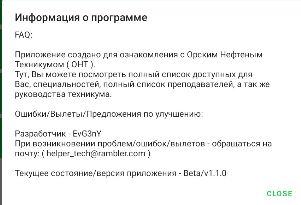 Информация о программе
FAQ:
Приложение создано для ознакомления с Орским Нефтеным
Техникумом ( ОНТ ).
Тут, Вы можете посмотреть полный список доступных для
Вас, специальностей, полный список преподавателей, а так же
руководства техникума.
Ошибки/Вылеты/Предложения по улучшению:
Разработчик - EvG3nY
При возникновении проблем/ошибок/вылетов - обращаться на
почту: ( helper_tech@rambler.com )
Текущее состояние/версия приложения - Beta/v1.1.0
CLOSE